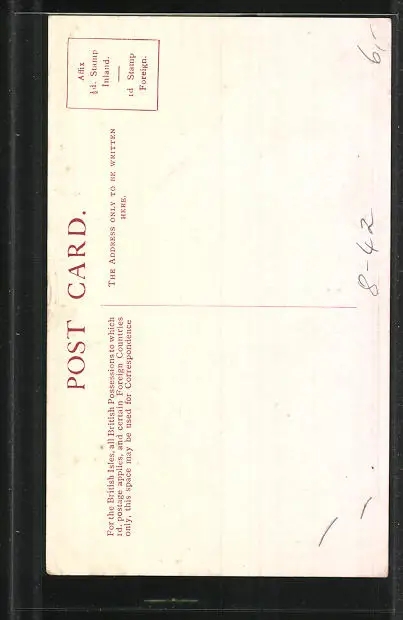 POST CARD.
For the British Isles, all British Possessions to which
1d. postage applies, and certain Foreign Countries
only, this space may be used for Correspondence
THE ADDRESS ONLY TO BE WRITTEN
HERE.
Affix
½d. Stamp
Inland.
1d Stamp
Foreign.
8-42
6,-